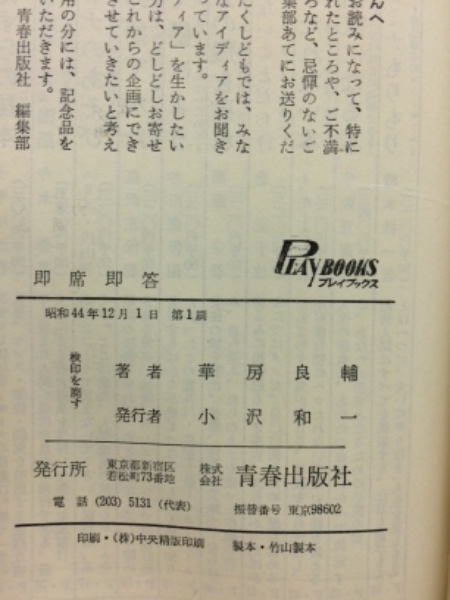 んへ
お読みになって、特に
れたところや、ご不満
ろなど、忌憚のないご
集部あてにお送りくだ
たくしどもでは、みな
なアイディアをお聞き
っています。
ィア」を生かしたい
方は、どしどしお寄せ
これからの企画にでき
させていきたいと考え
用の分には、記念品を
いただきます。
青春出版社 編集部
PLAY BOOKS
プレイブックス
即席即答
昭和44年12月1日 第1刷
検印を廃す
著者 華房良輔
発行者 小沢和一
発行所 東京都新宿区若松町73番地 株式会社 青春出版社
電話 (203) 5131 (代表) 振替番号 東京98602
印刷・(株)中央精版印刷 製本・竹山製本